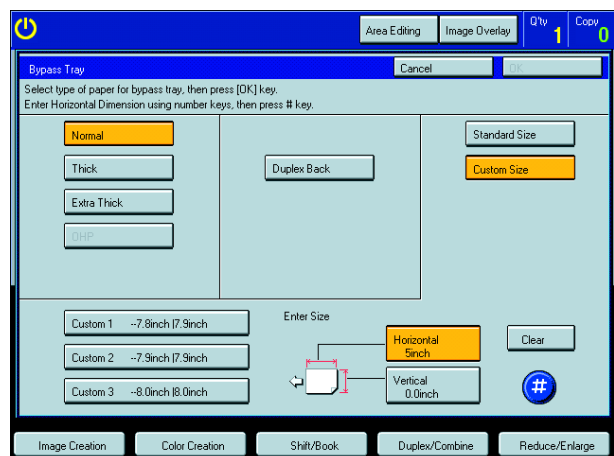 Area Editing
Image Overlay
Q'ty 1
Copy 0
Bypass Tray
Cancel
OK
Select type of paper for bypass tray, then press [OK] key.
Enter Horizontal Dimension using number keys, then press # key.
Normal
Standard Size
Thick
Duplex Back
Custom Size
Extra Thick
OHP
Custom 1 --7.8inch |7.9inch
Enter Size
Horizontal
5inch
Clear
Custom 2 --7.9inch |7.9inch
Vertical
0.0inch
#
Custom 3 --8.0inch |8.0inch
Image Creation
Color Creation
Shift/Book
Duplex/Combine
Reduce/Enlarge